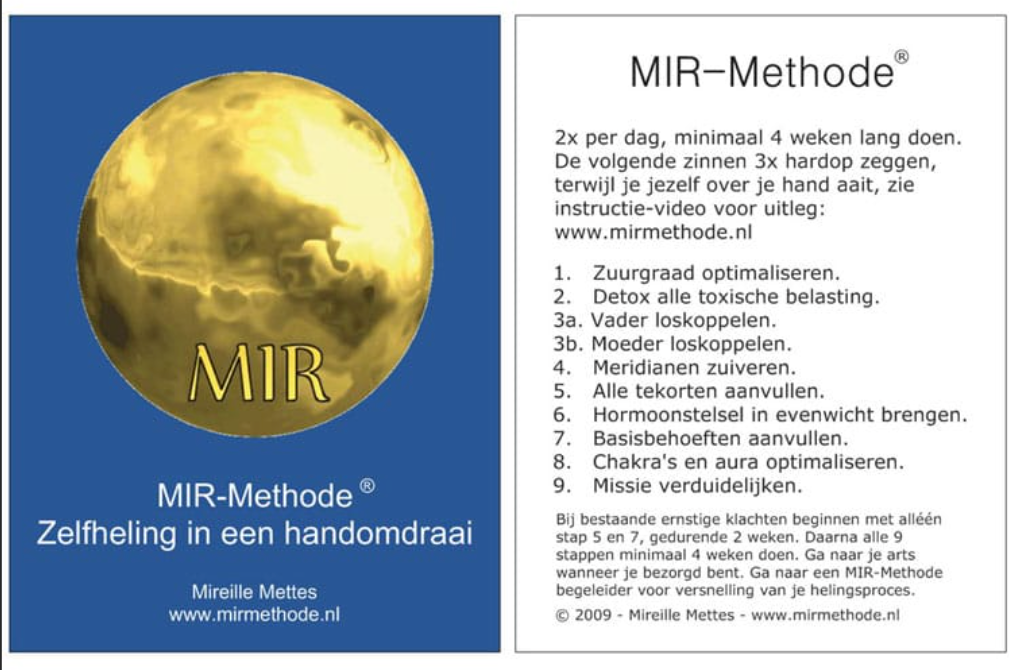 MIR
MIR-Methode ®
Zelfheling in een handomdraai
Mireille Mettes
www.mirmethode.nl
MIR-Methode®
2x per dag, minimaal 4 weken lang doen.
De volgende zinnen 3x hardop zeggen,
terwijl je jezelf over je hand aait, zie
instructie-video voor uitleg:
www.mirmethode.nl
1. Zuurgraad optimaliseren.
2. Detox alle toxische belasting.
3a. Vader loskoppelen.
3b. Moeder loskoppelen.
4. Meridianen zuiveren.
5. Alle tekorten aanvullen.
6. Hormoonstelsel in evenwicht brengen.
7. Basisbehoeften aanvullen.
8. Chakra's en aura optimaliseren.
9. Missie verduidelijken.
Bij bestaande ernstige klachten beginnen met alléén
stap 5 en 7, gedurende 2 weken. Daarna alle 9
stappen minimaal 4 weken doen. Ga naar je arts
wanneer je bezorgd bent. Ga naar een MIR-Methode
begeleider voor versnelling van je helingsproces.
© 2009 - Mireille Mettes - www.mirmethode.nl